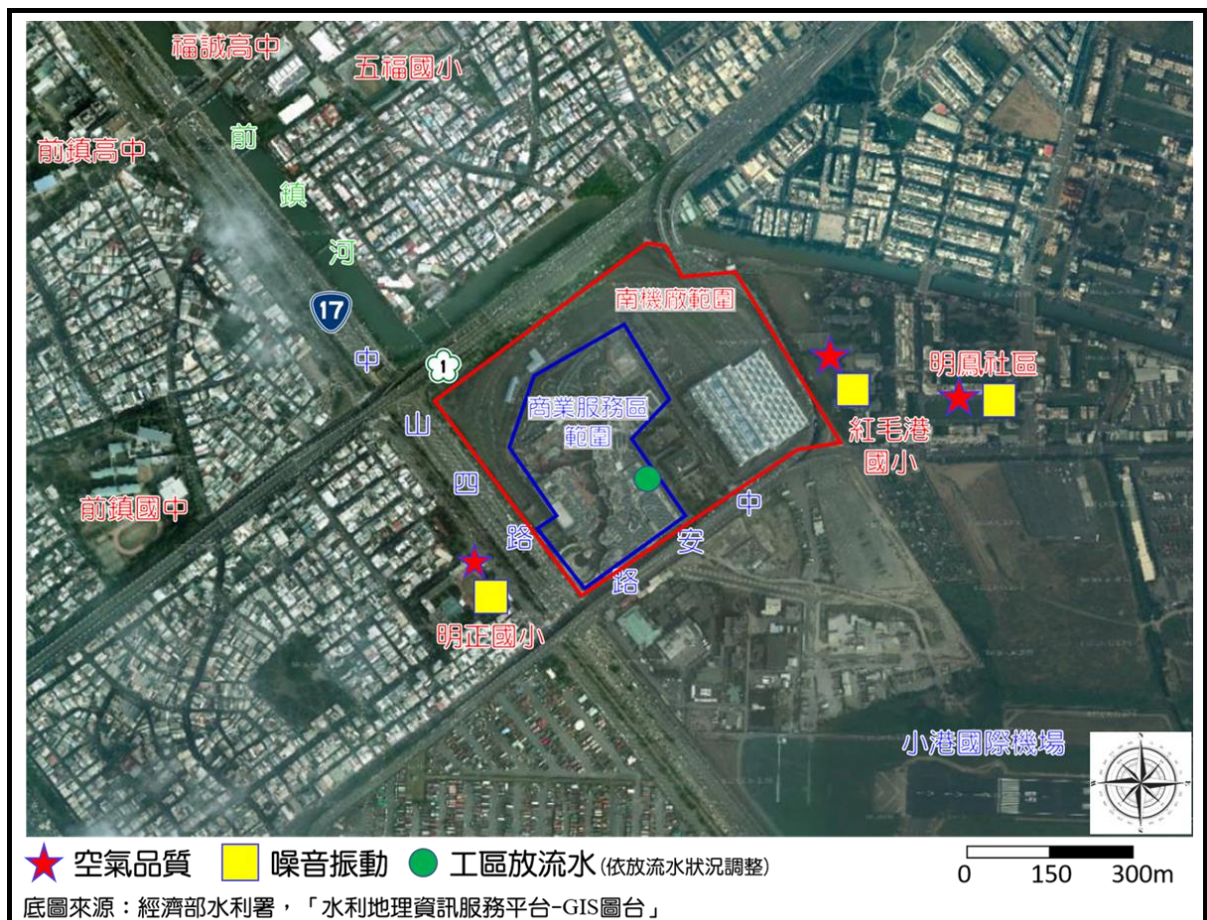 福誠高中
五福國小
前鎮高中
前
鎮
河
17
中
1
山
四
路
南機廠範圍
商業服務區
範圍
明鳳社區
紅毛港
國小
中
安
路
前鎮國中
明正國小
小港國際機場
空氣品質
噪音振動
工區放流水(依放流水狀況調整)
0 150 300m
底圖來源：經濟部水利署，「水利地理資訊服務平台-GIS圖台」